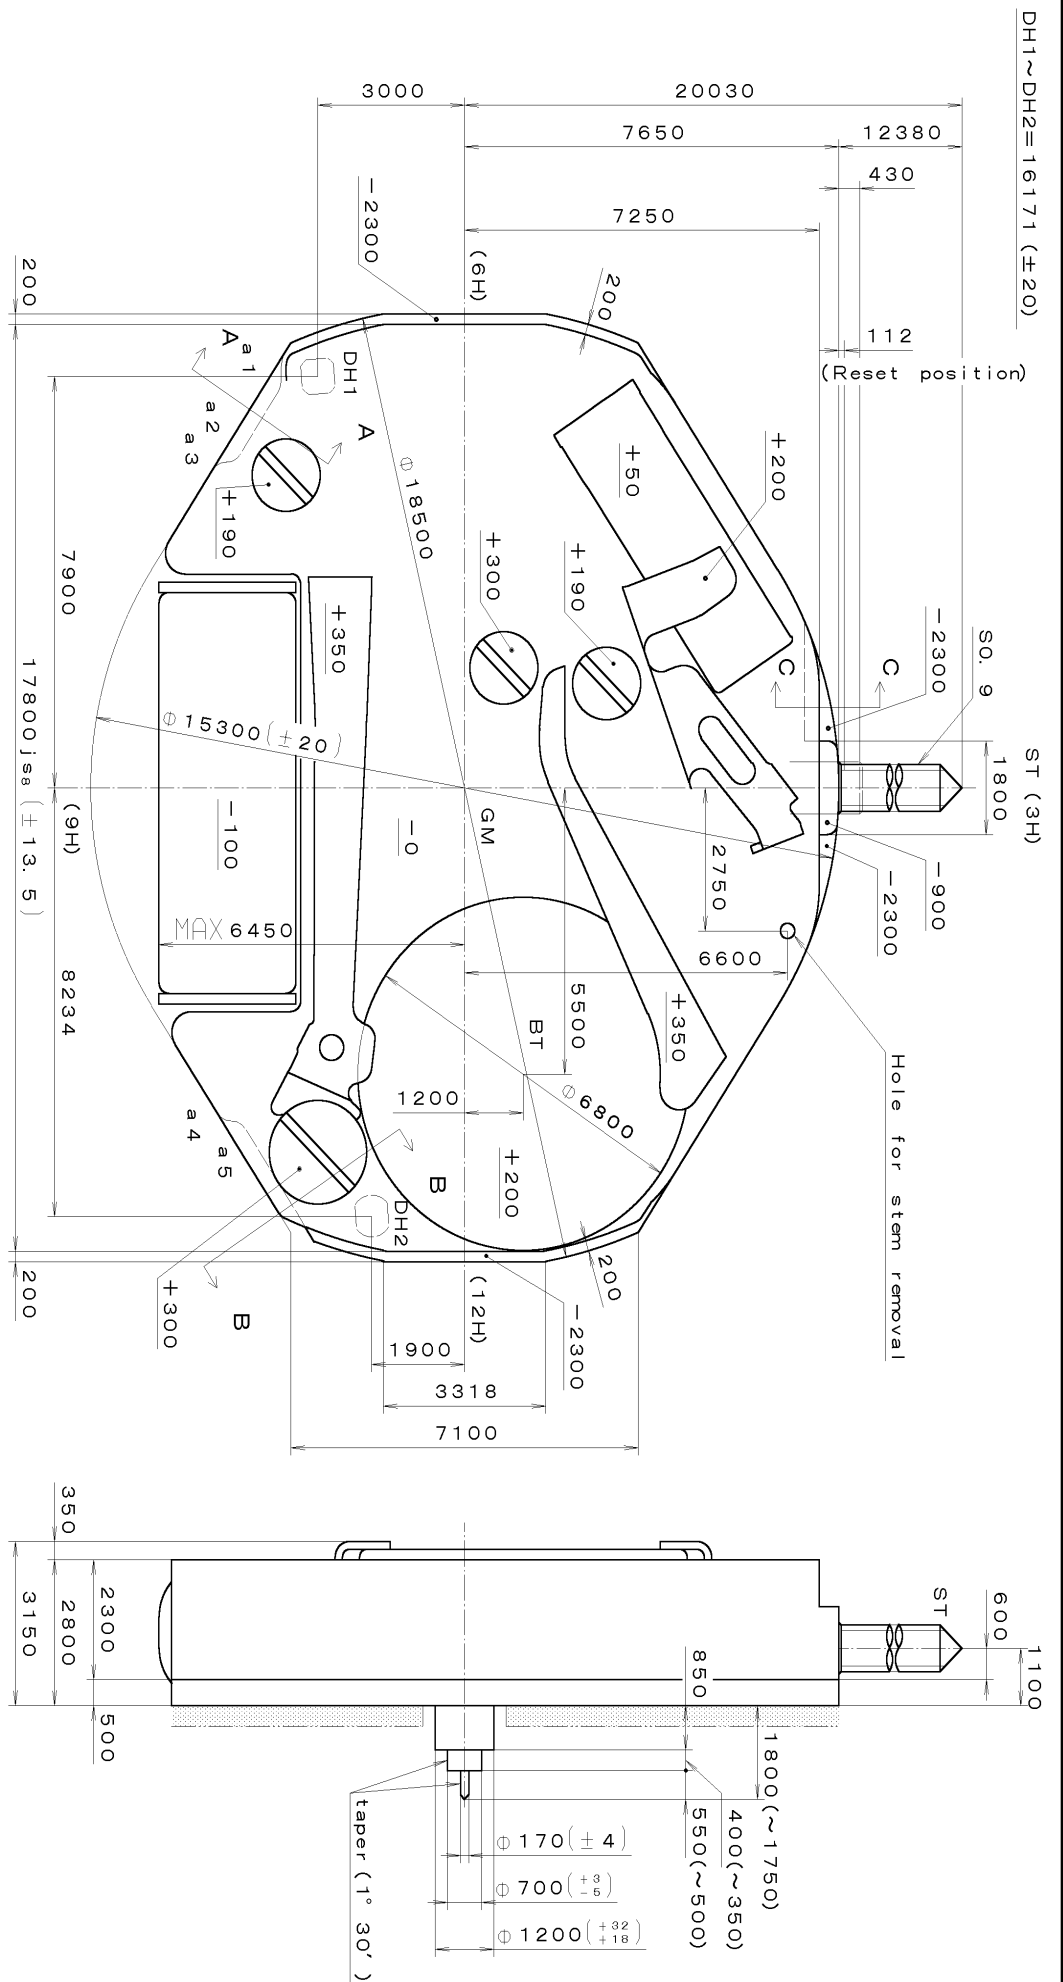 DH1~DH2=16171 (±20)
3000
20030
7650
12380
430
7250
-2300
(6H)
200
200
112
(Reset position)
A
a1
DH1
a2
a3
A
+190
φ18500
+50
+200
+300
+190
C
C
-2300
SO. 9
ST (3H)
1800
7900
17800js8 (±13. 5)
+350
φ15300(±20)
(9H)
-100
-0
GM
2750
-900
-2300
MAX 6450
6600
8234
5500
BT
+350
Hole for stem removal
1200
φ6800
a4
a5
B
+200
DH2
200
200
+300
B
(12H)
-2300
1900
3318
7100
350
3150
2800
2300
500
ST
600
1100
850
1800(~1750)
400(~350)
550(~500)
taper (1° 30′ )
φ170(±4)
φ700(+3 -5)
φ1200(+32 +18)